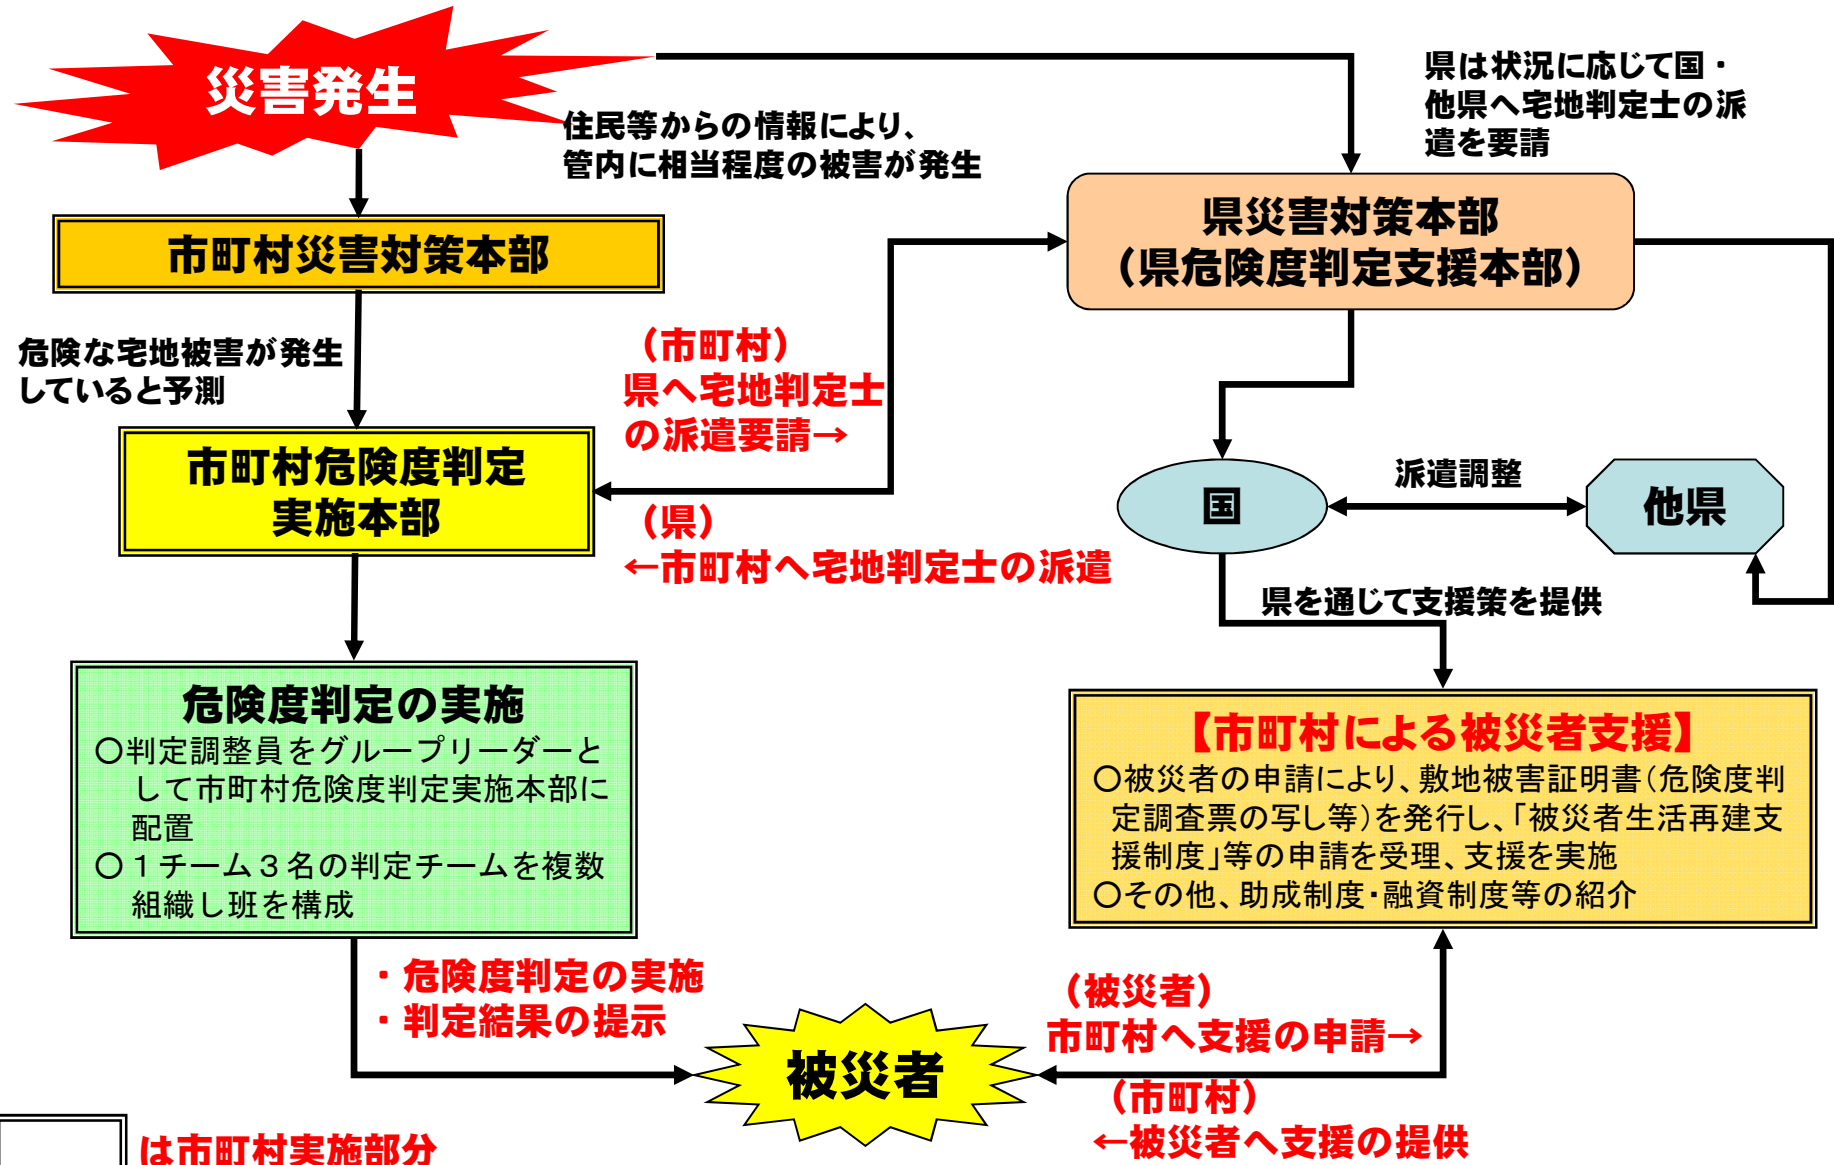 災害発生
住民等からの情報により、
管内に相当程度の被害が発生
県は状況に応じて国・
他県へ宅地判定士の派
遣を要請
市町村災害対策本部
県災害対策本部
（県危険度判定支援本部）
危険な宅地被害が発生
していると予測
（市町村）
県へ宅地判定士
の派遣要請→
市町村危険度判定
実施本部
（県）
←市町村へ宅地判定士の派遣
国
派遣調整
他県
県を通じて支援策を提供
危険度判定の実施
○判定調整員をグループリーダーと
して市町村危険度判定実施本部に
配置
○１チーム３名の判定チームを複数
組織し班を構成
【市町村による被災者支援】
○被災者の申請により、敷地被害証明書（危険度判
定調査票の写し等）を発行し、「被災者生活再建支
援制度」等の申請を受理、支援を実施
○その他、助成制度・融資制度等の紹介
・危険度判定の実施
・判定結果の提示
被災者
（被災者）
市町村へ支援の申請→
（市町村）
←被災者へ支援の提供
は市町村実施部分